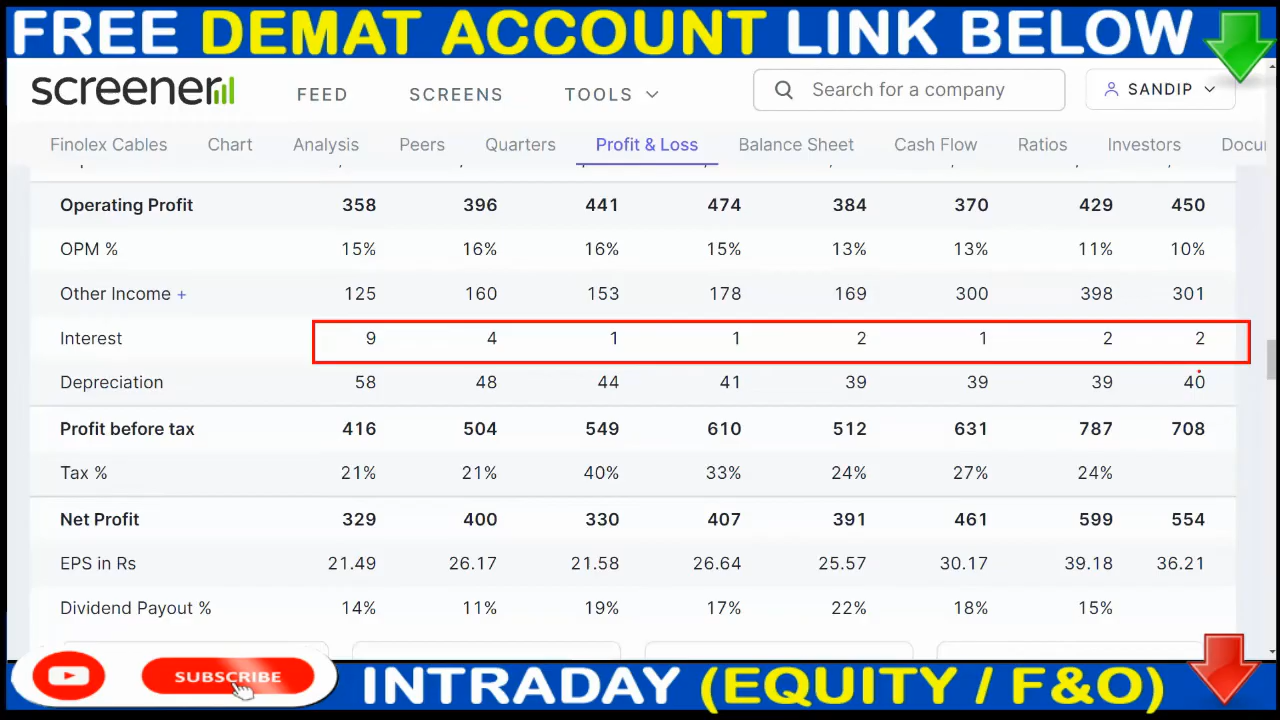 FREE DEMAT ACCOUNT LINK BELOW
screener FEED SCREENS TOOLS Search for a company SANDIP
Finolex Cables Chart Analysis Peers Quarters Profit & Loss Balance Sheet Cash Flow Ratios Investors Docu
Operating Profit 358 396 441 474 384 370 429 450
OPM % 15% 16% 16% 15% 13% 13% 11% 10%
Other Income + 125 160 153 178 169 300 398 301
Interest 9 4 1 1 2 1 2 2
Depreciation 58 48 44 41 39 39 39 40
Profit before tax 416 504 549 610 512 631 787 708
Tax % 21% 21% 40% 33% 24% 27% 24%
Net Profit 329 400 330 407 391 461 599 554
EPS in Rs 21.49 26.17 21.58 26.64 25.57 30.17 39.18 36.21
Dividend Payout % 14% 11% 19% 17% 22% 18% 15%
SUBSCRIBE INTRADAY (EQUITY / F&O)